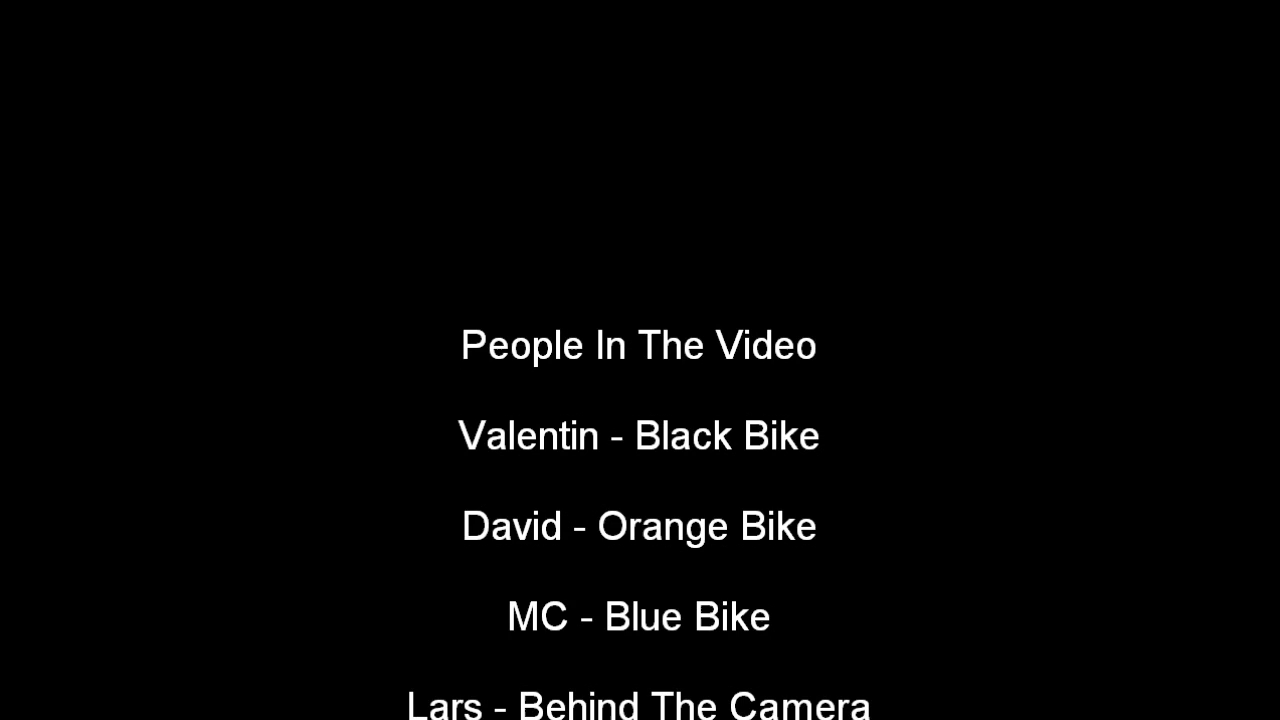 People In The Video
Valentin - Black Bike
David - Orange Bike
MC - Blue Bike
Lars - Behind The Camera